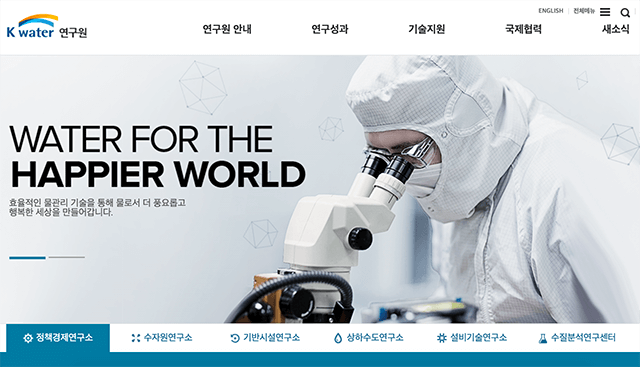 ENGLISH
전체메뉴
K water 연구원
연구원 안내
연구성과
기술지원
국제협력
새소식
WATER FOR THE
HAPPIER WORLD
효율적인 물관리 기술을 통해 물로서 더 풍요롭고
행복한 세상을 만들어갑니다.
정책경제연구소
수자원연구소
기반시설연구소
상하수도연구소
설비기술연구소
수질분석연구센터